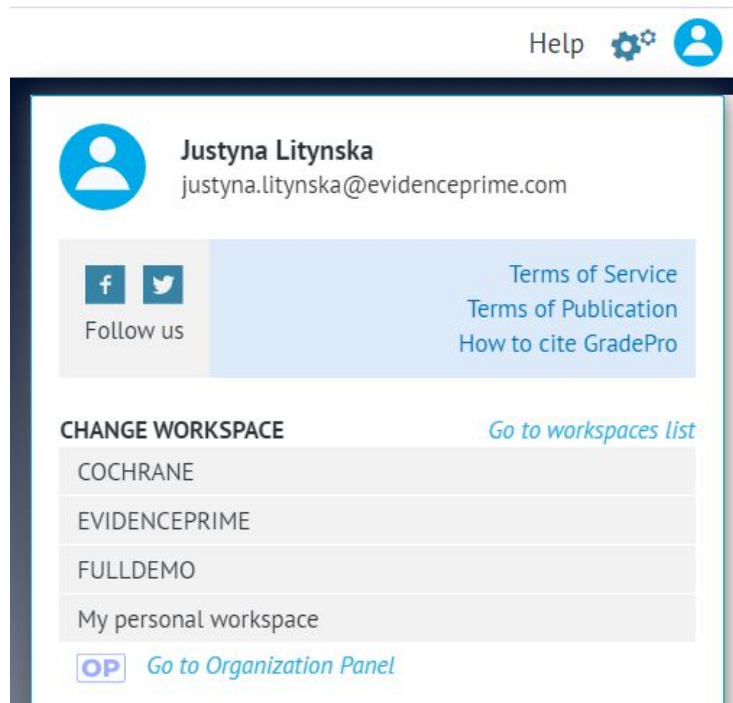 Help
Justyna Litynska
justyna.litynska@evidenceprime.com
Follow us
Terms of Service
Terms of Publication
How to cite GradePro
CHANGE WORKSPACE Go to workspaces list
COCHRANE
EVIDENCEPRIME
FULLDEMO
My personal workspace
OP Go to Organization Panel